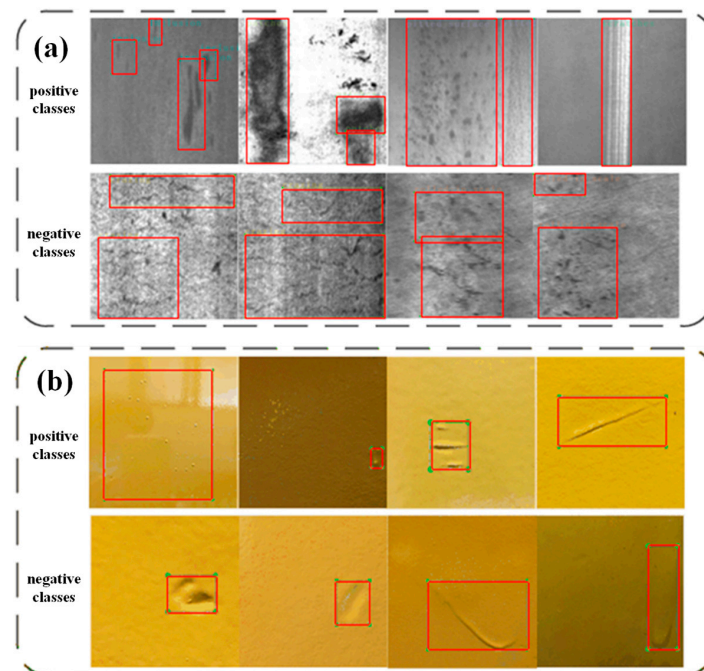 (a)
positive
classes
negative
classes
(b)
positive
classes
negative
classes